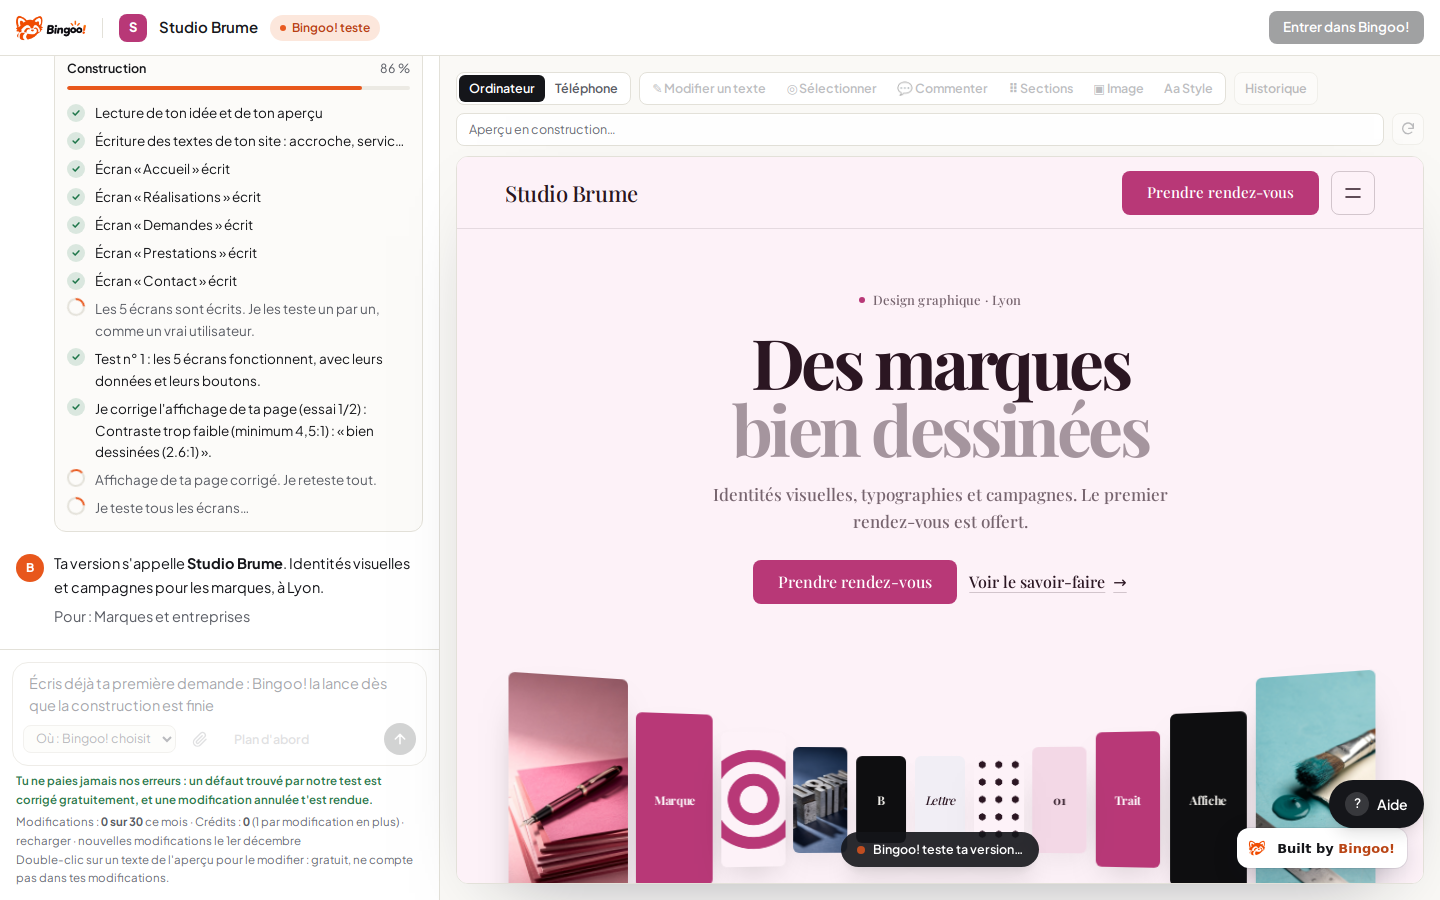 Bingoo!
S
Studio Brume
Bingoo! teste
Entrer dans Bingoo!
Construction
86 %
Lecture de ton idée et de ton aperçu
Écriture des textes de ton site : accroche, servic…
Écran « Accueil » écrit
Écran « Réalisations » écrit
Écran « Demandes » écrit
Écran « Prestations » écrit
Écran « Contact » écrit
Les 5 écrans sont écrits. Je les teste un par un,
comme un vrai utilisateur.
Test n° 1 : les 5 écrans fonctionnent, avec leurs
données et leurs boutons.
Je corrige l'affichage de ta page (essai 1/2) :
Contraste trop faible (minimum 4,5:1) : « bien
dessinées (2.6:1) ».
Affichage de ta page corrigé. Je reteste tout.
Je teste tous les écrans…
B
Ta version s'appelle Studio Brume. Identités visuelles
et campagnes pour les marques, à Lyon.
Pour : Marques et entreprises
Écris déjà ta première demande : Bingoo! la lance dès
que la construction est finie
Où : Bingoo! choisit
Plan d'abord
Tu ne paies jamais nos erreurs : un défaut trouvé par notre test est
corrigé gratuitement, et une modification annulée t'est rendue.
Modifications : 0 sur 30 ce mois · Crédits : 0 (1 par modification en plus) ·
recharger · nouvelles modifications le 1er décembre
Double-clic sur un texte de l'aperçu pour le modifier : gratuit, ne compte
pas dans tes modifications.
Ordinateur
Téléphone
Modifier un texte
Sélectionner
Commenter
Sections
Image
Aa Style
Historique
Aperçu en construction…
Studio Brume
Prendre rendez-vous
Design graphique · Lyon
Des marques
bien dessinées
Identités visuelles, typographies et campagnes. Le premier
rendez-vous est offert.
Prendre rendez-vous
Voir le savoir-faire →
Marque
B
Lettre
01
Trait
Affiche
Bingoo! teste ta version…
? Aide
Built by Bingoo!